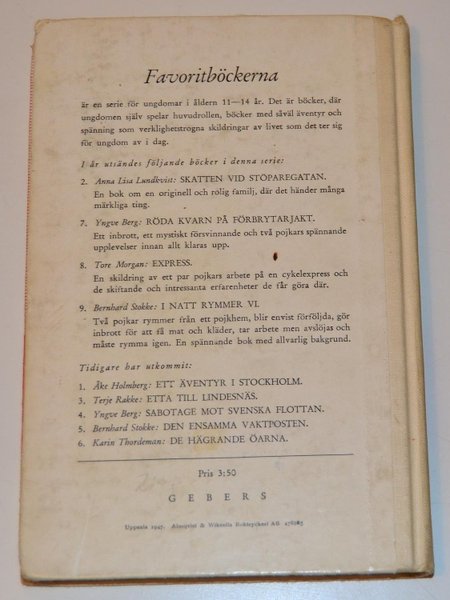 Favoritböckerna
är en serie för ungdomar i åldern 11—14 år. Det är böcker, där
ungdomen själv spelar huvudrollen, böcker med såväl äventyr och
spänning som verklighetstrogna skildringar av livet som det ter sig
för ungdom av i dag.
I år utsändes följande böcker i denna serie:
2. Anna Lisa Lundkvist: SKATTEN VID STÖPAREGATAN.
En bok om en originell och rolig familj, där det händer många
märkliga ting.
7. Yngve Berg: RÖDA KVARN PÅ FÖRBRYTARJAKT.
Ett inbrott, ett mystiskt försvinnande och två pojkars spännande
upplevelser innan allt klaras upp.
8. Tore Morgan: EXPRESS.
En skildring av ett par pojkars arbete på en cykelexpress och
de skiftande och intressanta erfarenheter de får göra där.
9. Bernhard Stokke: I NATT RYMMER VI.
Två pojkar rymmer från ett pojkhem, blir envist förföljda, gör
inbrott för att få mat och kläder, tar arbete men avslöjas och
måste rymma igen. En spännande bok med allvarlig bakgrund.
Tidigare har utkommit:
1. Åke Holmberg: ETT ÄVENTYR I STOCKHOLM.
3. Terje Rakke: ETTA TILL LINDESNÄS.
4. Yngve Berg: SABOTAGE MOT SVENSKA FLOTTAN.
5. Bernhard Stokke: DEN ENSAMMA VAKTPOSTEN.
6. Karin Thordeman: DE HÄGRANDE ÖARNA.
Pris 3:50
GEBERS
Uppsala 1947. Almqvist & Wiksells Boktryckeri AB